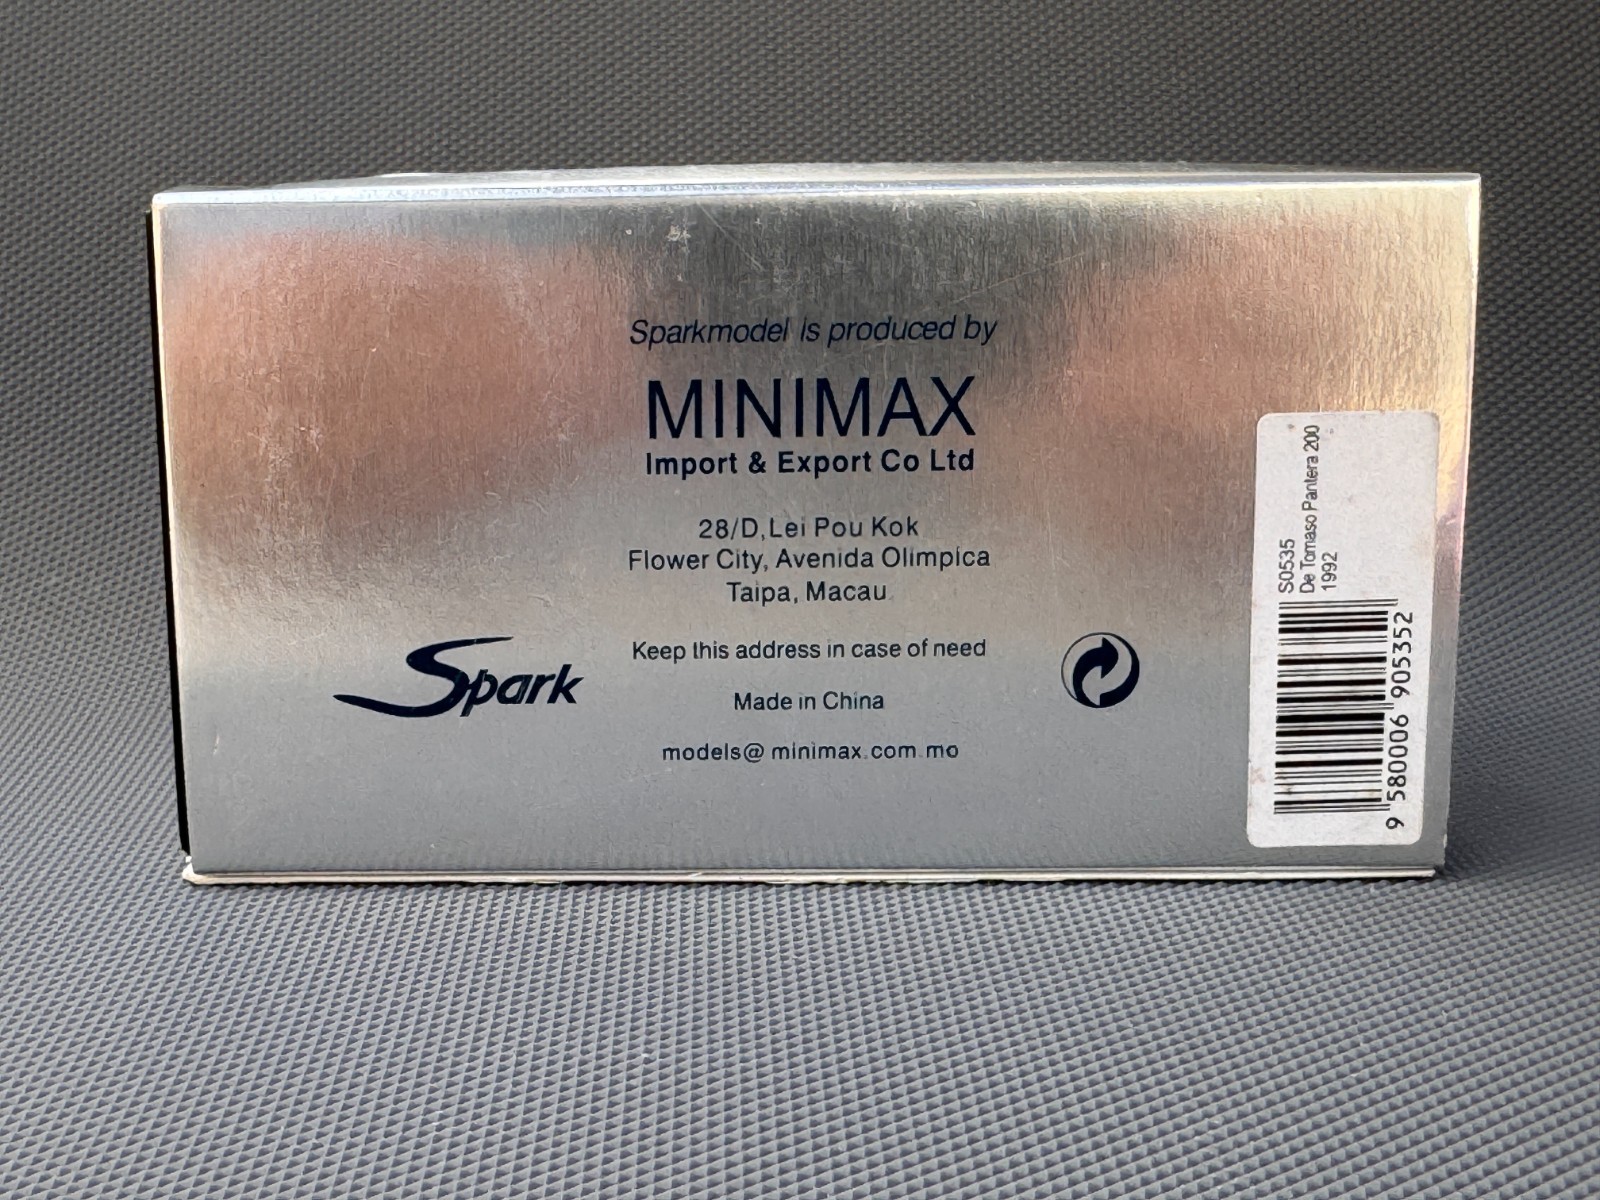 Sparkmodel is produced by
MINIMAX
Import & Export Co Ltd
28/D, Lei Pou Kok
Flower City, Avenida Olimpica
Taipa, Macau
Keep this address in case of need
Made in China
models@minimax.com.mo
Spark
S0535
De Tomaso Pantera 200
1992
9 580006 905352